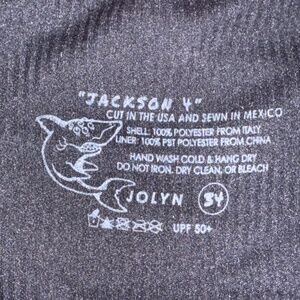 "JACKSON 4"
CUT IN THE USA AND SEWN IN MEXICO
SHELL: 100% POLYESTER FROM ITALY
LINER: 100% PBT POLYESTER FROM CHINA
HAND WASH COLD & HANG DRY
DO NOT IRON, DRY CLEAN, OR BLEACH
JOLYN 34
UPF 50+